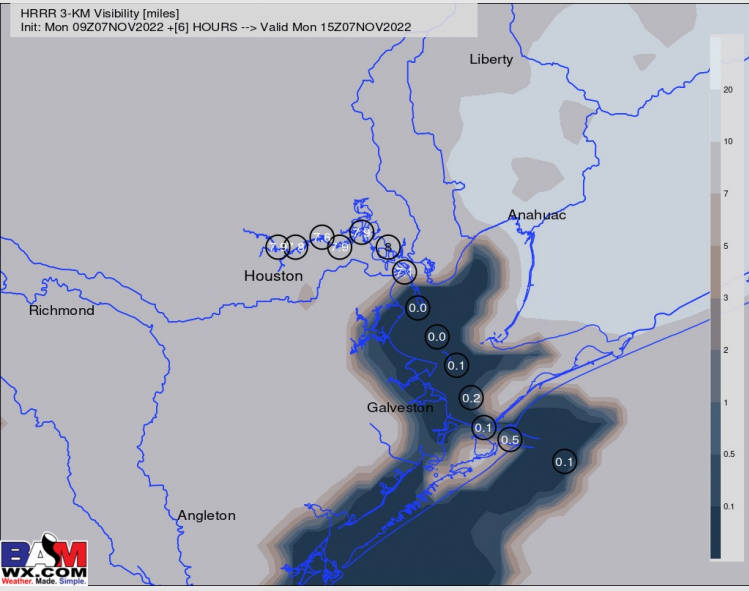 HRRR 3-KM Visibility [miles]
Init: Mon 09Z07NOV2022 +[6] HOURS --> Valid Mon 15Z07NOV2022
Liberty
20
10
7
Anahuac
5
8
Houston
3
0.0
Richmond
0.0
2
0.1
0.2
1
Galveston
0.1
0.5
0.5
0.1
0.1
Angleton
BAM
WX.COM
Weather. Made. Simple.